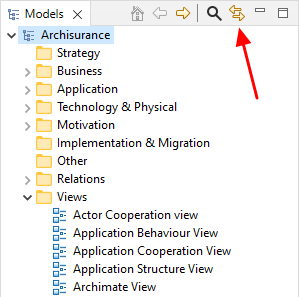 Models
Archisurance
Strategy
Business
Application
Technology & Physical
Motivation
Implementation & Migration
Other
Relations
Views
Actor Cooperation view
Application Behaviour View
Application Cooperation View
Application Structure View
Archimate View